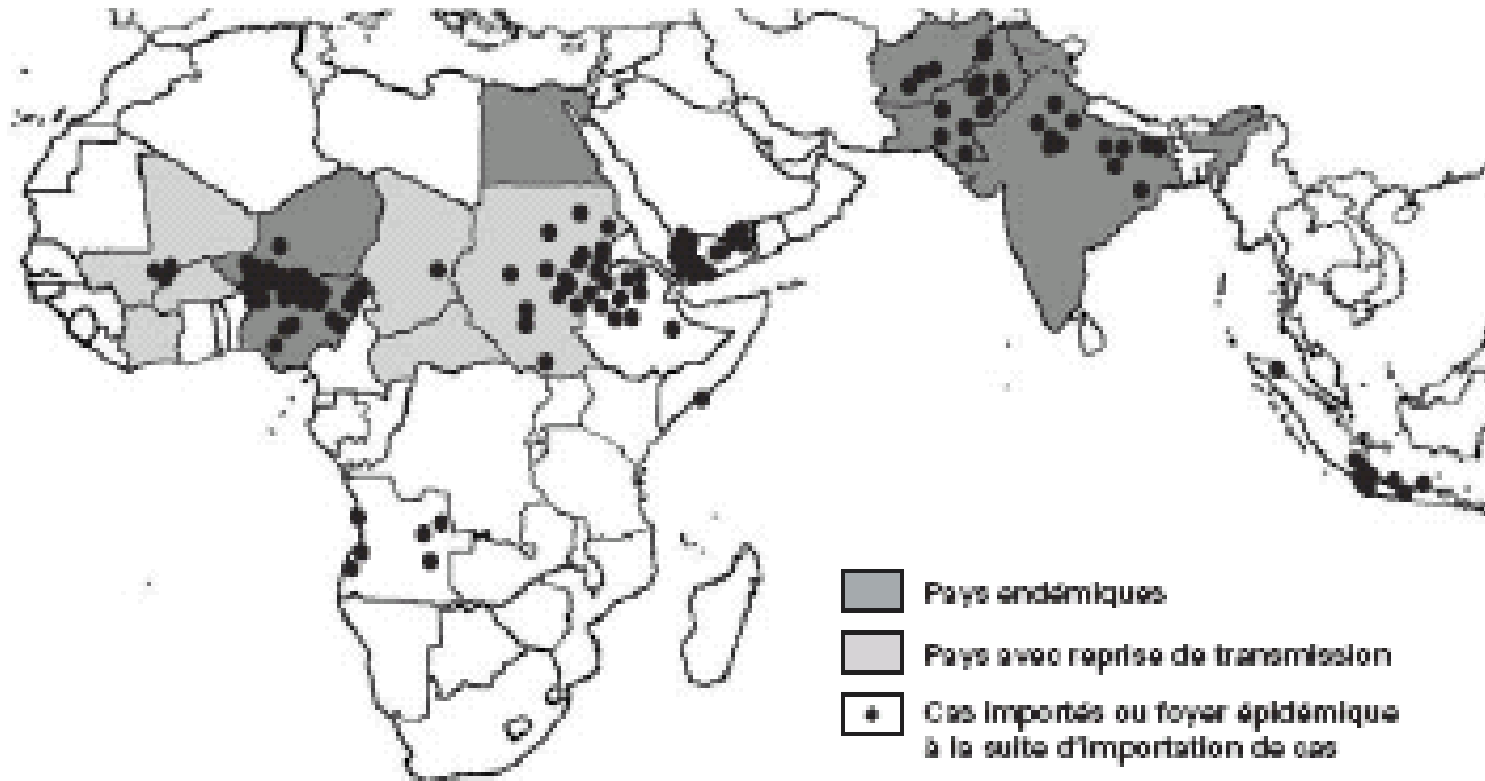 Pays endémiques
Pays avec reprise de transmission
Cas importés ou foyer épidémique
à la suite d'importation de cas